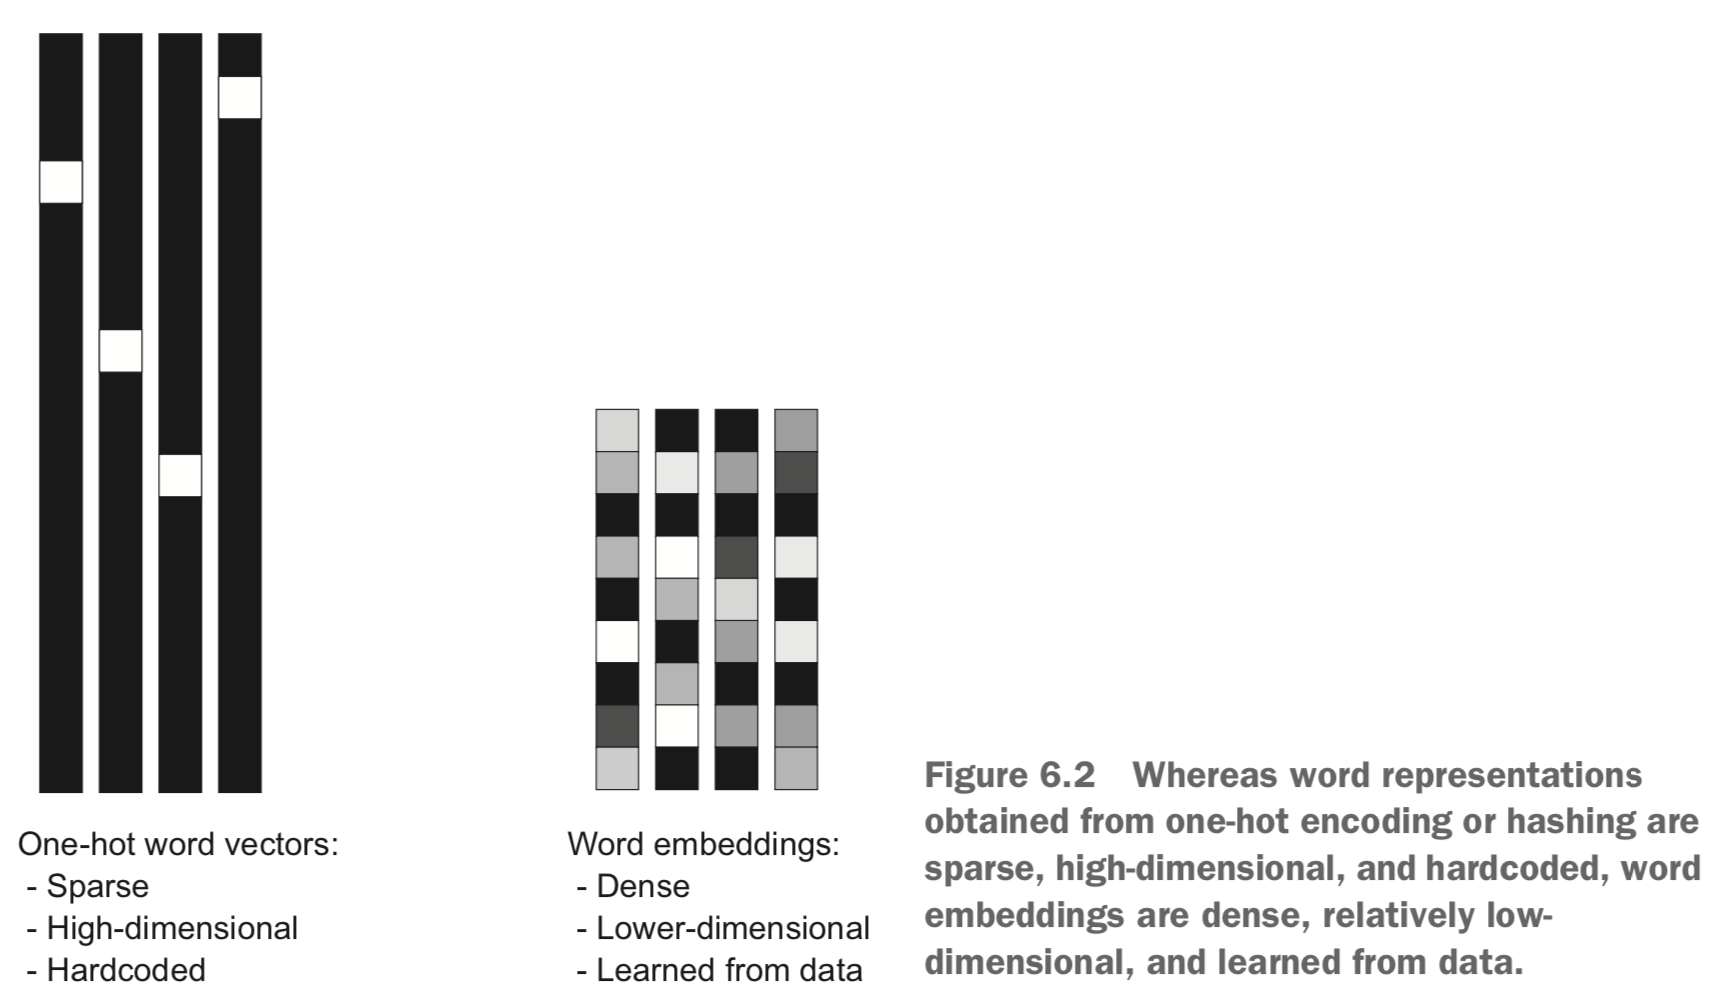 One-hot word vectors:
- Sparse
- High-dimensional
- Hardcoded
Word embeddings:
- Dense
- Lower-dimensional
- Learned from data
Figure 6.2 Whereas word representations
obtained from one-hot encoding or hashing are
sparse, high-dimensional, and hardcoded, word
embeddings are dense, relatively low-
dimensional, and learned from data.